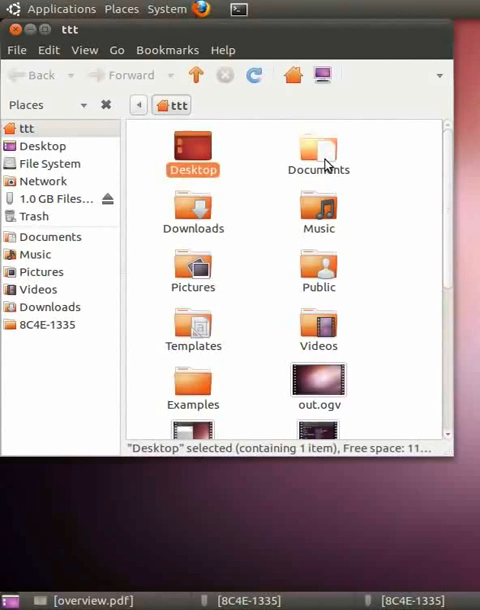 Applications Places System
ttt
File Edit View Go Bookmarks Help
Back Forward
Places ttt
ttt
Desktop
File System
Network
1.0 GB Files...
Trash
Documents
Music
Pictures
Videos
Downloads
8C4E-1335
Desktop Documents
Downloads Music
Pictures Public
Templates Videos
Examples out.ogv
"Desktop" selected (containing 1 item), Free space: 11...
[overview.pdf] [8C4E-1335] [8C4E-1335]